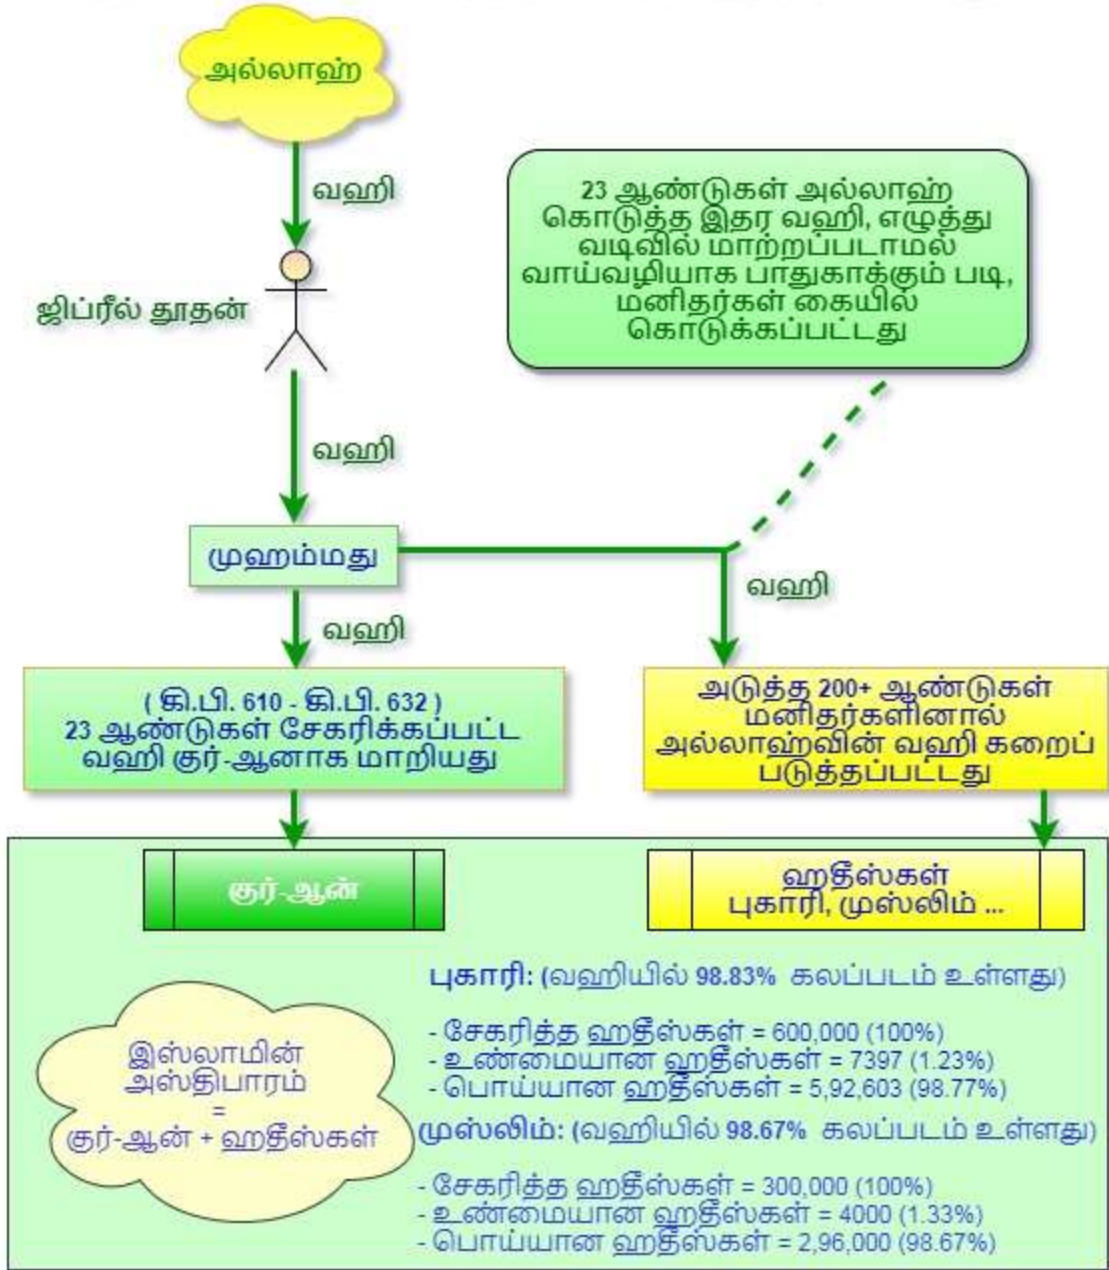 அல்லாஹ்
வஹி
ஜிப்ரீல் தூதன்
23 ஆண்டுகள் அல்லாஹ்
கொடுத்த இதர வஹி, எழுத்து
வடிவில் மாற்றப்படாமல்
வாய்வழியாக பாதுகாக்கும் படி,
மனிதர்கள் கையில்
கொடுக்கப்பட்டது
வஹி
முஹம்மது
வஹி
வஹி
( கி.பி. 610 - கி.பி. 632 )
23 ஆண்டுகள் சேகரிக்கப்பட்ட
வஹி குர்-ஆனாக மாறியது
அடுத்த 200+ ஆண்டுகள்
மனிதர்களினால்
அல்லாஹ்வின் வஹி கறைப்
படுத்தப்பட்டது
குர்-ஆன்
ஹதீஸ்கள்
புகாரி, முஸ்லிம் ...
இஸ்லாமின்
அஸ்திபாரம்
=
குர்-ஆன் + ஹதீஸ்கள்
புகாரி: (வஹியில் 98.83% கலப்படம் உள்ளது)
- சேகரித்த ஹதீஸ்கள் = 600,000 (100%)
- உண்மையான ஹதீஸ்கள் = 7397 (1.23%)
- பொய்யான ஹதீஸ்கள் = 5,92,603 (98.77%)
முஸ்லிம்: (வஹியில் 98.67% கலப்படம் உள்ளது)
- சேகரித்த ஹதீஸ்கள் = 300,000 (100%)
- உண்மையான ஹதீஸ்கள் = 4000 (1.33%)
- பொய்யான ஹதீஸ்கள் = 2,96,000 (98.67%)